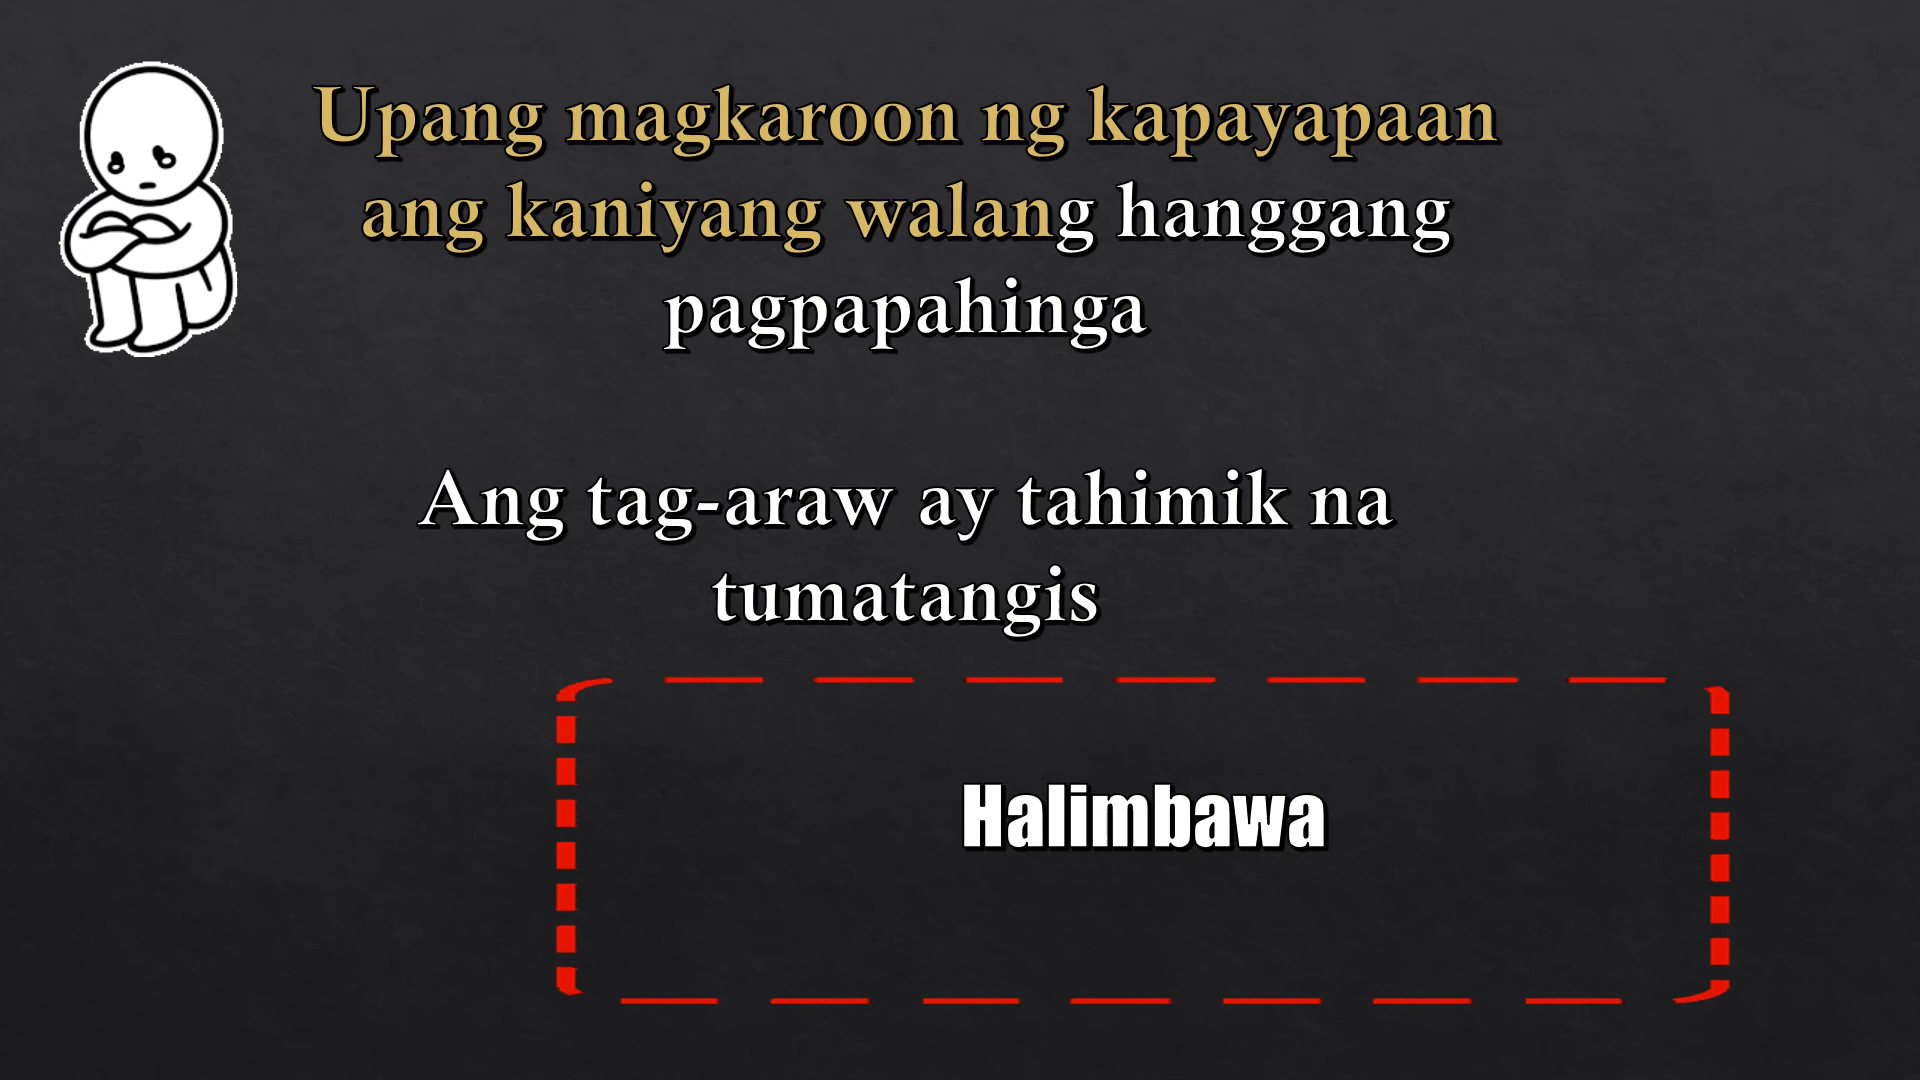 Upang magkaroon ng kapayapaan
ang kaniyang walang hanggang
pagpapahinga
Ang tag-araw ay tahimik na
tumatangis
Halimbawa